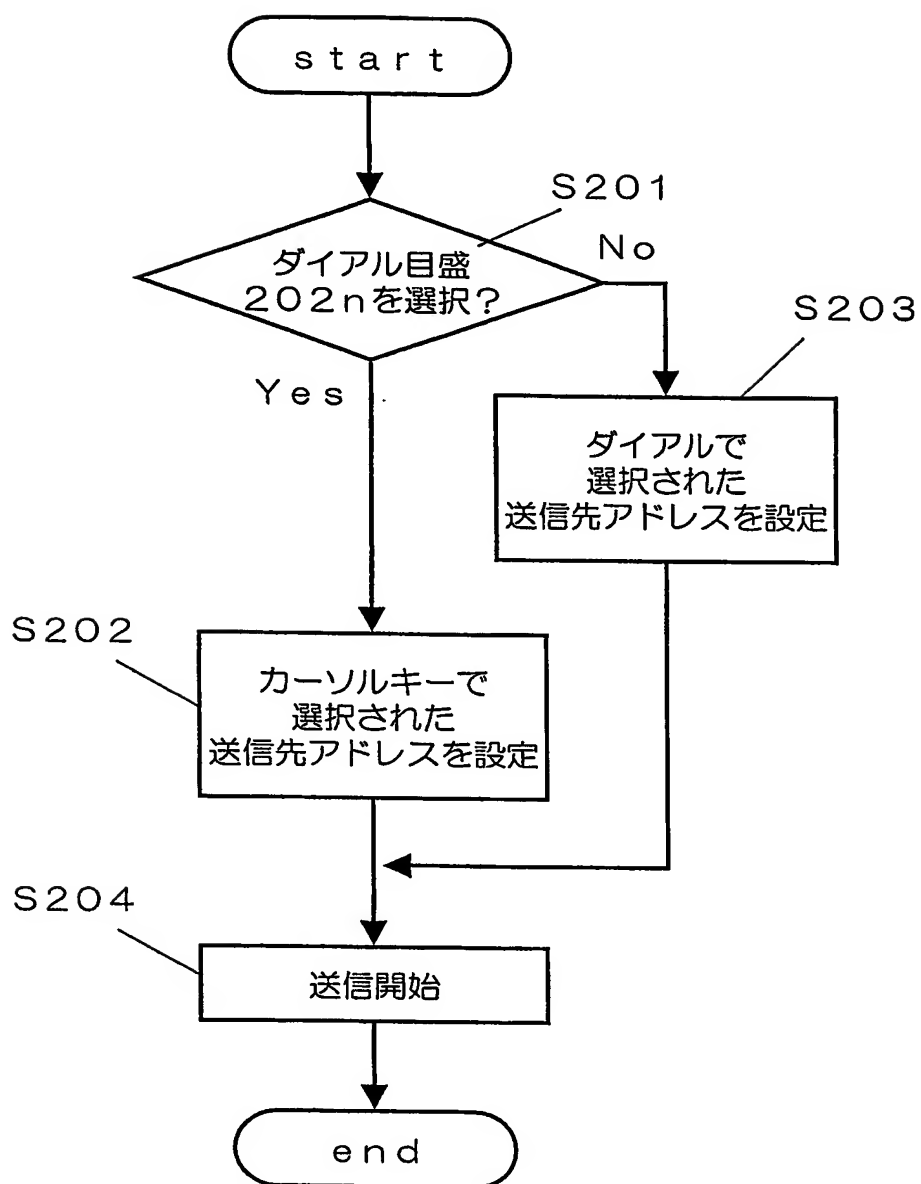 ｓｔａｒｔ
Ｓ２０１
ダイアル目盛
２０２ｎを選択？
Ｎｏ
Ｙｅｓ
Ｓ２０３
ダイアルで
選択された
送信先アドレスを設定
Ｓ２０２
カーソルキーで
選択された
送信先アドレスを設定
Ｓ２０４
送信開始
ｅｎｄ